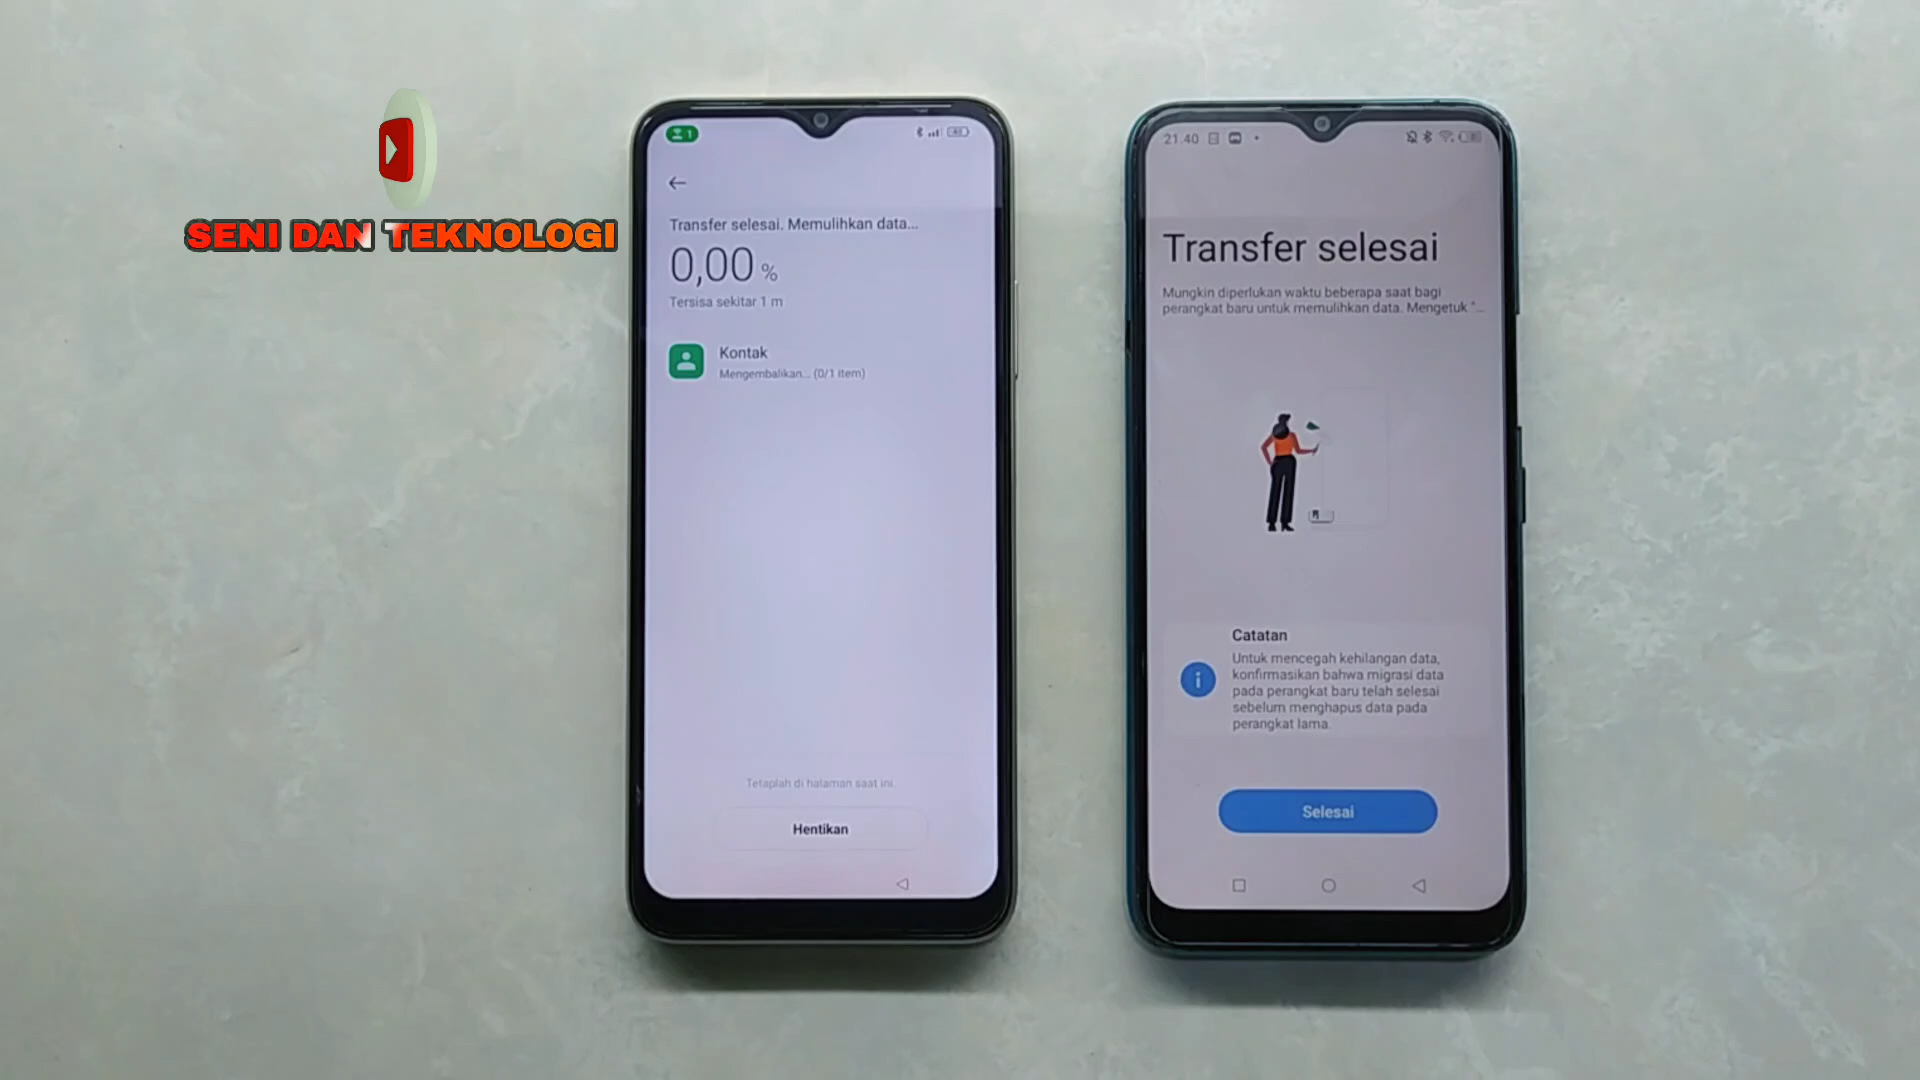 SENI DAN TEKNOLOGI
1
Transfer selesai. Memulihkan data...
0,00 %
Tersisa sekitar 1 m
Kontak
Mengembalikan... (0/1 item)
Tetaplah di halaman saat ini.
Hentikan
21.40
Transfer selesai
Mungkin diperlukan waktu beberapa saat bagi
perangkat baru untuk memulihkan data. Mengetuk "...
Catatan
Untuk mencegah kehilangan data,
konfirmasikan bahwa migrasi data
pada perangkat baru telah selesai
sebelum menghapus data pada
perangkat lama.
Selesai